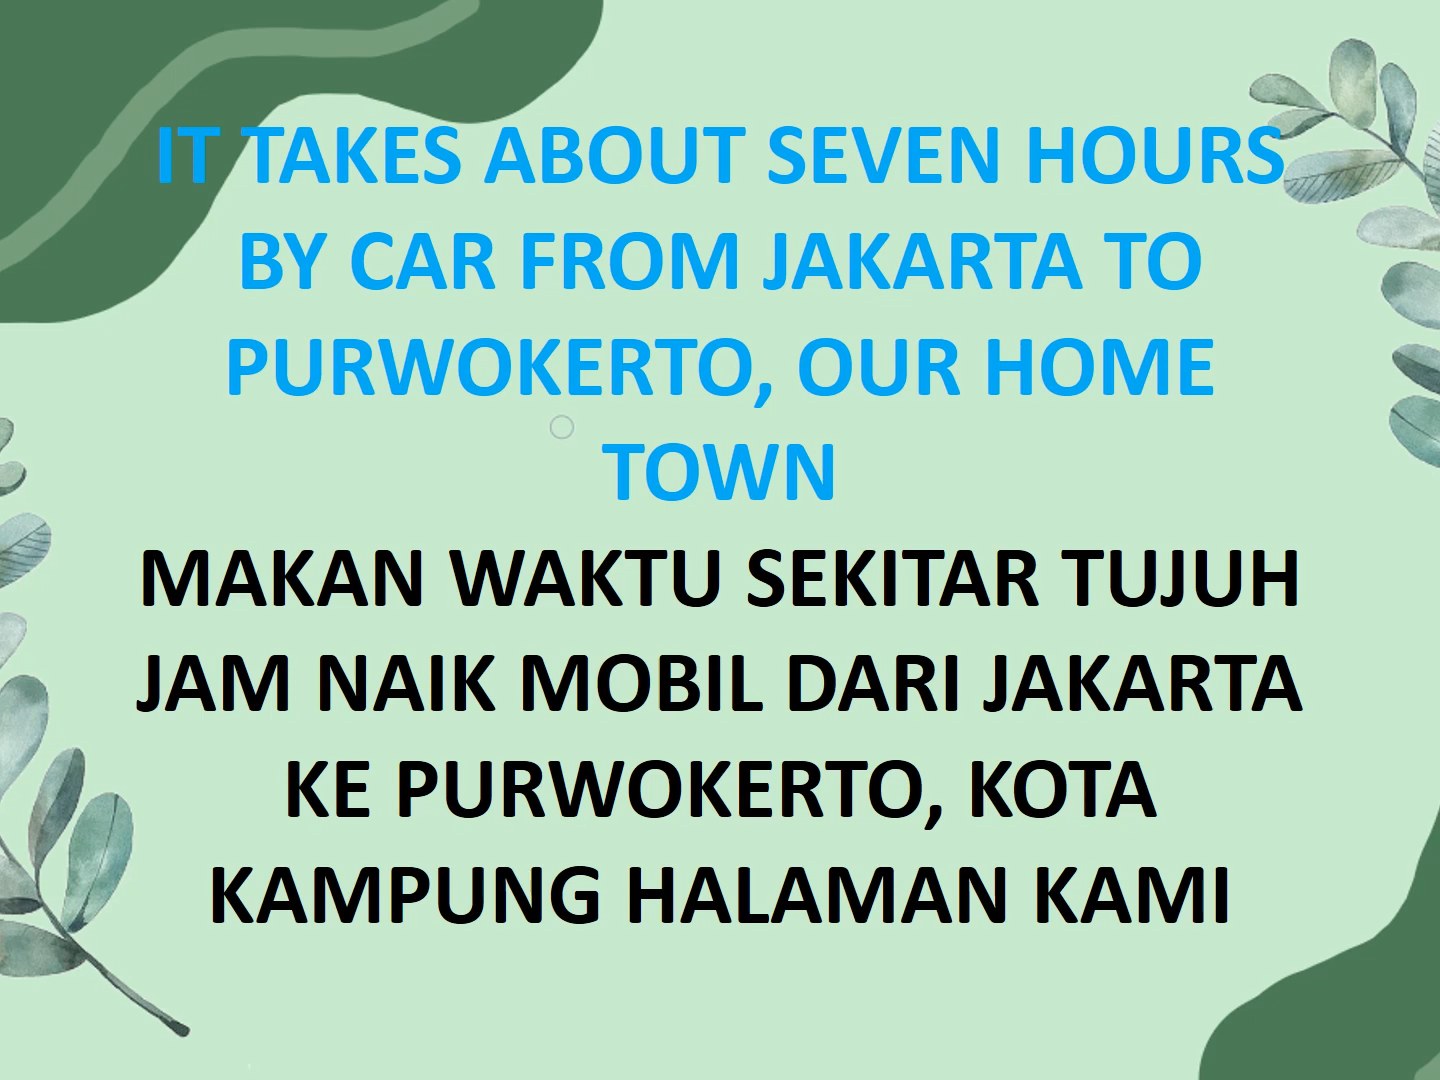 IT TAKES ABOUT SEVEN HOURS
BY CAR FROM JAKARTA TO
PURWOKERTO, OUR HOME
TOWN
MAKAN WAKTU SEKITAR TUJUH
JAM NAIK MOBIL DARI JAKARTA
KE PURWOKERTO, KOTA
KAMPUNG HALAMAN KAMI